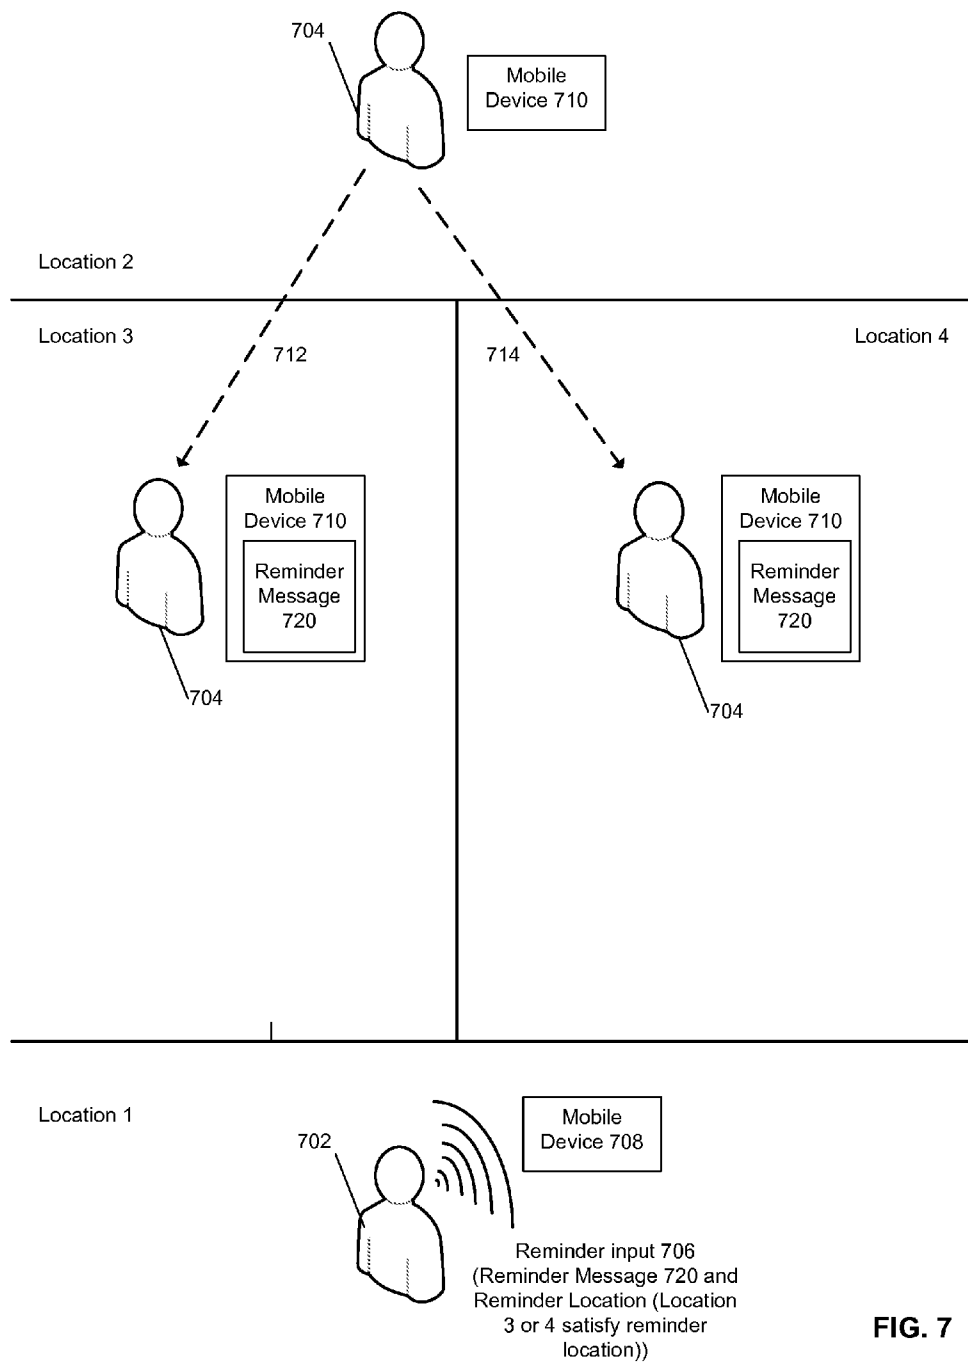 704
Mobile
Device 710
Location 2
Location 3
Location 4
712
714
Mobile
Device 710
Reminder
Message
720
704
Mobile
Device 710
Reminder
Message
720
704
Location 1
702
Mobile
Device 708
Reminder input 706
(Reminder Message 720 and
Reminder Location (Location
3 or 4 satisfy reminder
location))
FIG. 7